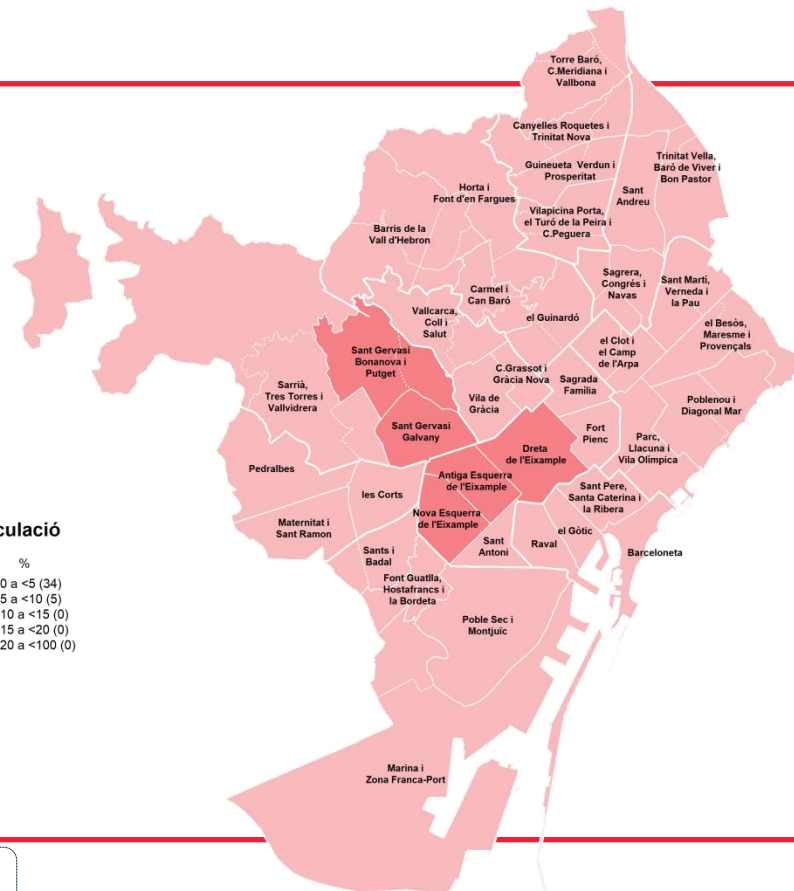 Torre Baró,
C.Meridiana i
Vallbona
Canyelles Roquetes i
Trinitat Nova
Guineueta Verdun i
Prosperitat
Trinitat Vella,
Baró de Viver i
Bon Pastor
Sant
Andreu
Horta i
Font d'en Fargues
Vilapicina Porta,
el Turó de la Peira i
C.Peguera
Barris de la
Vall d'Hebron
Sagrera,
Congrés i
Navas
Sant Martí,
Verneda i
la Pau
Carmel i
Can Baró
Vallcarca,
Coll i
Salut
el Guinardó
el Besòs,
Maresme i
Provençals
el Clot i
el Camp
de l'Arpa
Sant Gervasi
Bonanova i
Putget
C.Grassot i
Gràcia Nova
Sagrada
Família
Sarrià,
Tres Torres i
Vallvidrera
Vila de
Gràcia
Poblenou i
Diagonal Mar
Sant Gervasi
Galvany
Fort
Pienc
Parc,
Llacuna i
Vila Olímpica
Dreta
de l'Eixample
Pedralbes
Antiga Esquerra
de l'Eixample
Sant Pere,
Santa Caterina i
la Ribera
les Corts
Nova Esquerra
de l'Eixample
Maternitat i
Sant Ramon
el Gòtic
Sant
Antoni
Raval
Barceloneta
Sants i
Badal
Font Guatlla,
Hostafrancs i
la Bordeta
Poble Sec i
Montjuïc
Marina i
Zona Franca-Port
culació
%
0 a <5 (34)
5 a <10 (5)
10 a <15 (0)
15 a <20 (0)
20 a <100 (0)